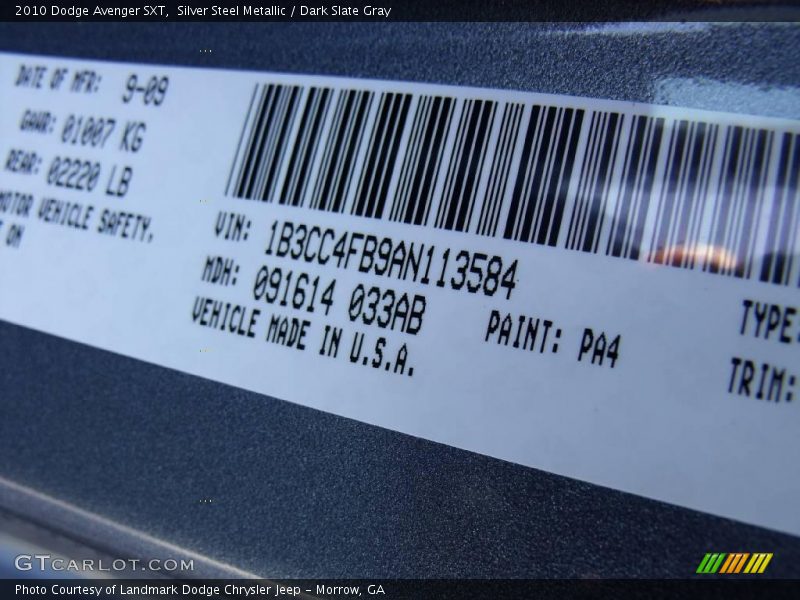 2010 Dodge Avenger SXT,  Silver Steel Metallic / Dark Slate Gray
DATE OF MFR: 9-09
GAWR: 01007 KG
REAR: 02220 LB
MOTOR VEHICLE SAFETY,
ON
VIN: 1B3CC4FB9AN113584
MDH: 091614 033AB
VEHICLE MADE IN U.S.A.
PAINT: PA4
TYPE:
TRIM:
GTCARLOT.COM
Photo Courtesy of Landmark Dodge Chrysler Jeep – Morrow, GA